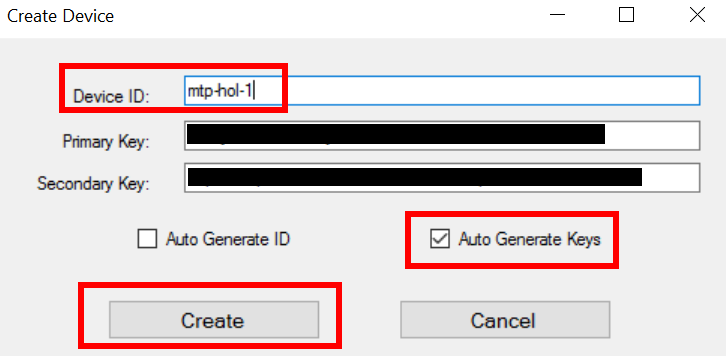 Create Device
Device ID: mtp-hol-1
Primary Key:
Secondary Key:
Auto Generate ID
Auto Generate Keys
Create
Cancel